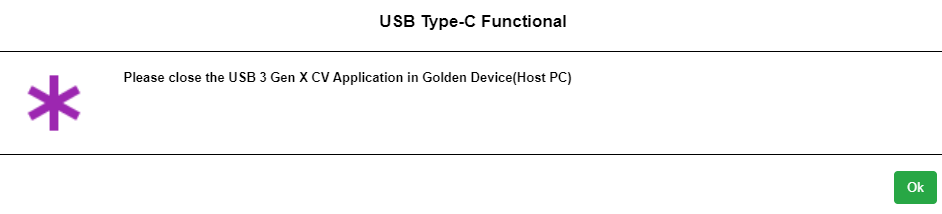 USB Type-C Functional
Please close the USB 3 Gen X CV Application in Golden Device(Host PC)
Ok